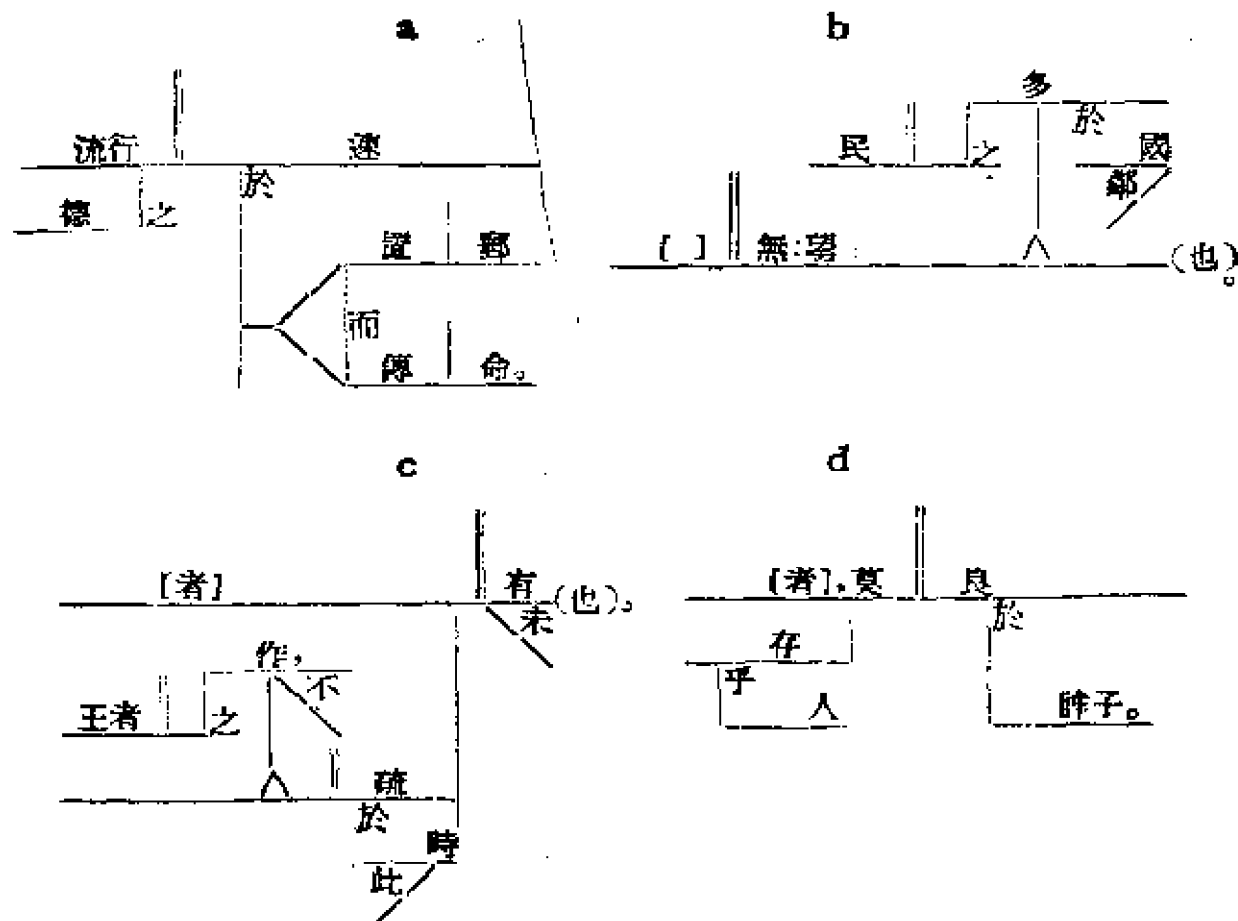 a
流行 速
於
德 之
置 郵
而
傳 命。
b
多
於
民 之 國
鄰
[ ] 無 望 (也)。
c
[者] 有 (也)。
未
作, 不
王者 之
疏
於
時
此
d
[者],莫 良
於
存
乎
人 眸子。